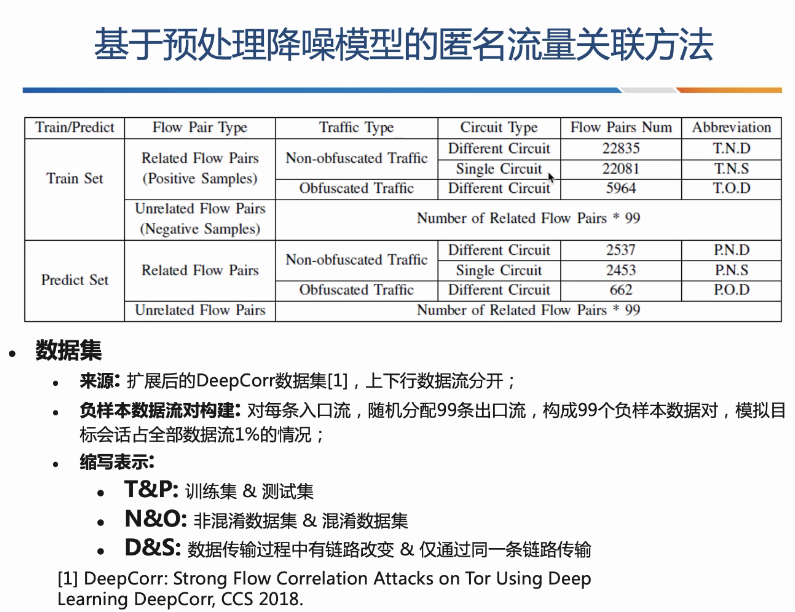 基于预处理降噪模型的匿名流量关联方法
Train/Predict Flow Pair Type Traffic Type Circuit Type Flow Pairs Num Abbreviation
Train Set Related Flow Pairs (Positive Samples) Non-obfuscated Traffic Different Circuit 22835 T.N.D
Single Circuit 22081 T.N.S
Obfuscated Traffic Different Circuit 5964 T.O.D
Unrelated Flow Pairs (Negative Samples) Number of Related Flow Pairs * 99
Predict Set Related Flow Pairs Non-obfuscated Traffic Different Circuit 2537 P.N.D
Single Circuit 2453 P.N.S
Obfuscated Traffic Different Circuit 662 P.O.D
Unrelated Flow Pairs Number of Related Flow Pairs * 99
• 数据集
• 来源: 扩展后的DeepCorr数据集[1]，上下行数据流分开；
• 负样本数据流对构建: 对每条入口流，随机分配99条出口流，构成99个负样本数据对，模拟目
标会话占全部数据流1%的情况；
• 缩写表示:
• T&P: 训练集 & 测试集
• N&O: 非混淆数据集 & 混淆数据集
• D&S: 数据传输过程中有链路改变 & 仅通过同一条链路传输
[1] DeepCorr: Strong Flow Correlation Attacks on Tor Using Deep
Learning DeepCorr, CCS 2018.